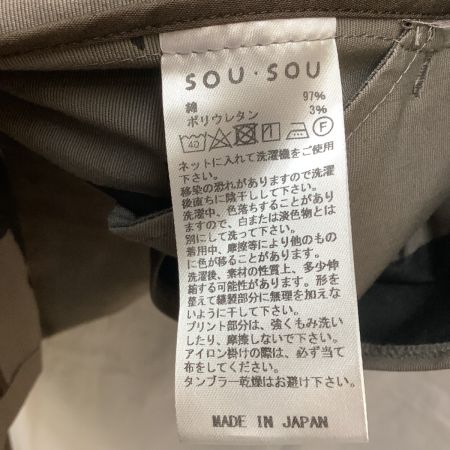 SOU・SOU
綿 97%
ポリウレタン 3%
40 F
ネットに入れて洗濯機をご使用
下さい。
移染の恐れがありますので洗濯
後直ちに陰干しして下さい。
洗濯中、色落ちすることがあり
ますので、白または淡色物とは
別にして洗って下さい。
着用中、摩擦等により他のもの
に色が移ることがあります。
洗濯後、素材の性質上、多少伸
縮する可能性があります。形を
整えて縫製部分に無理を加えな
いように干して下さい。
プリント部分は、強くもみ洗い
したり、摩擦しないで下さい。
アイロン掛けの際は、必ず当て
布をしてください。
タンブラー乾燥はお避け下さい。
MADE IN JAPAN